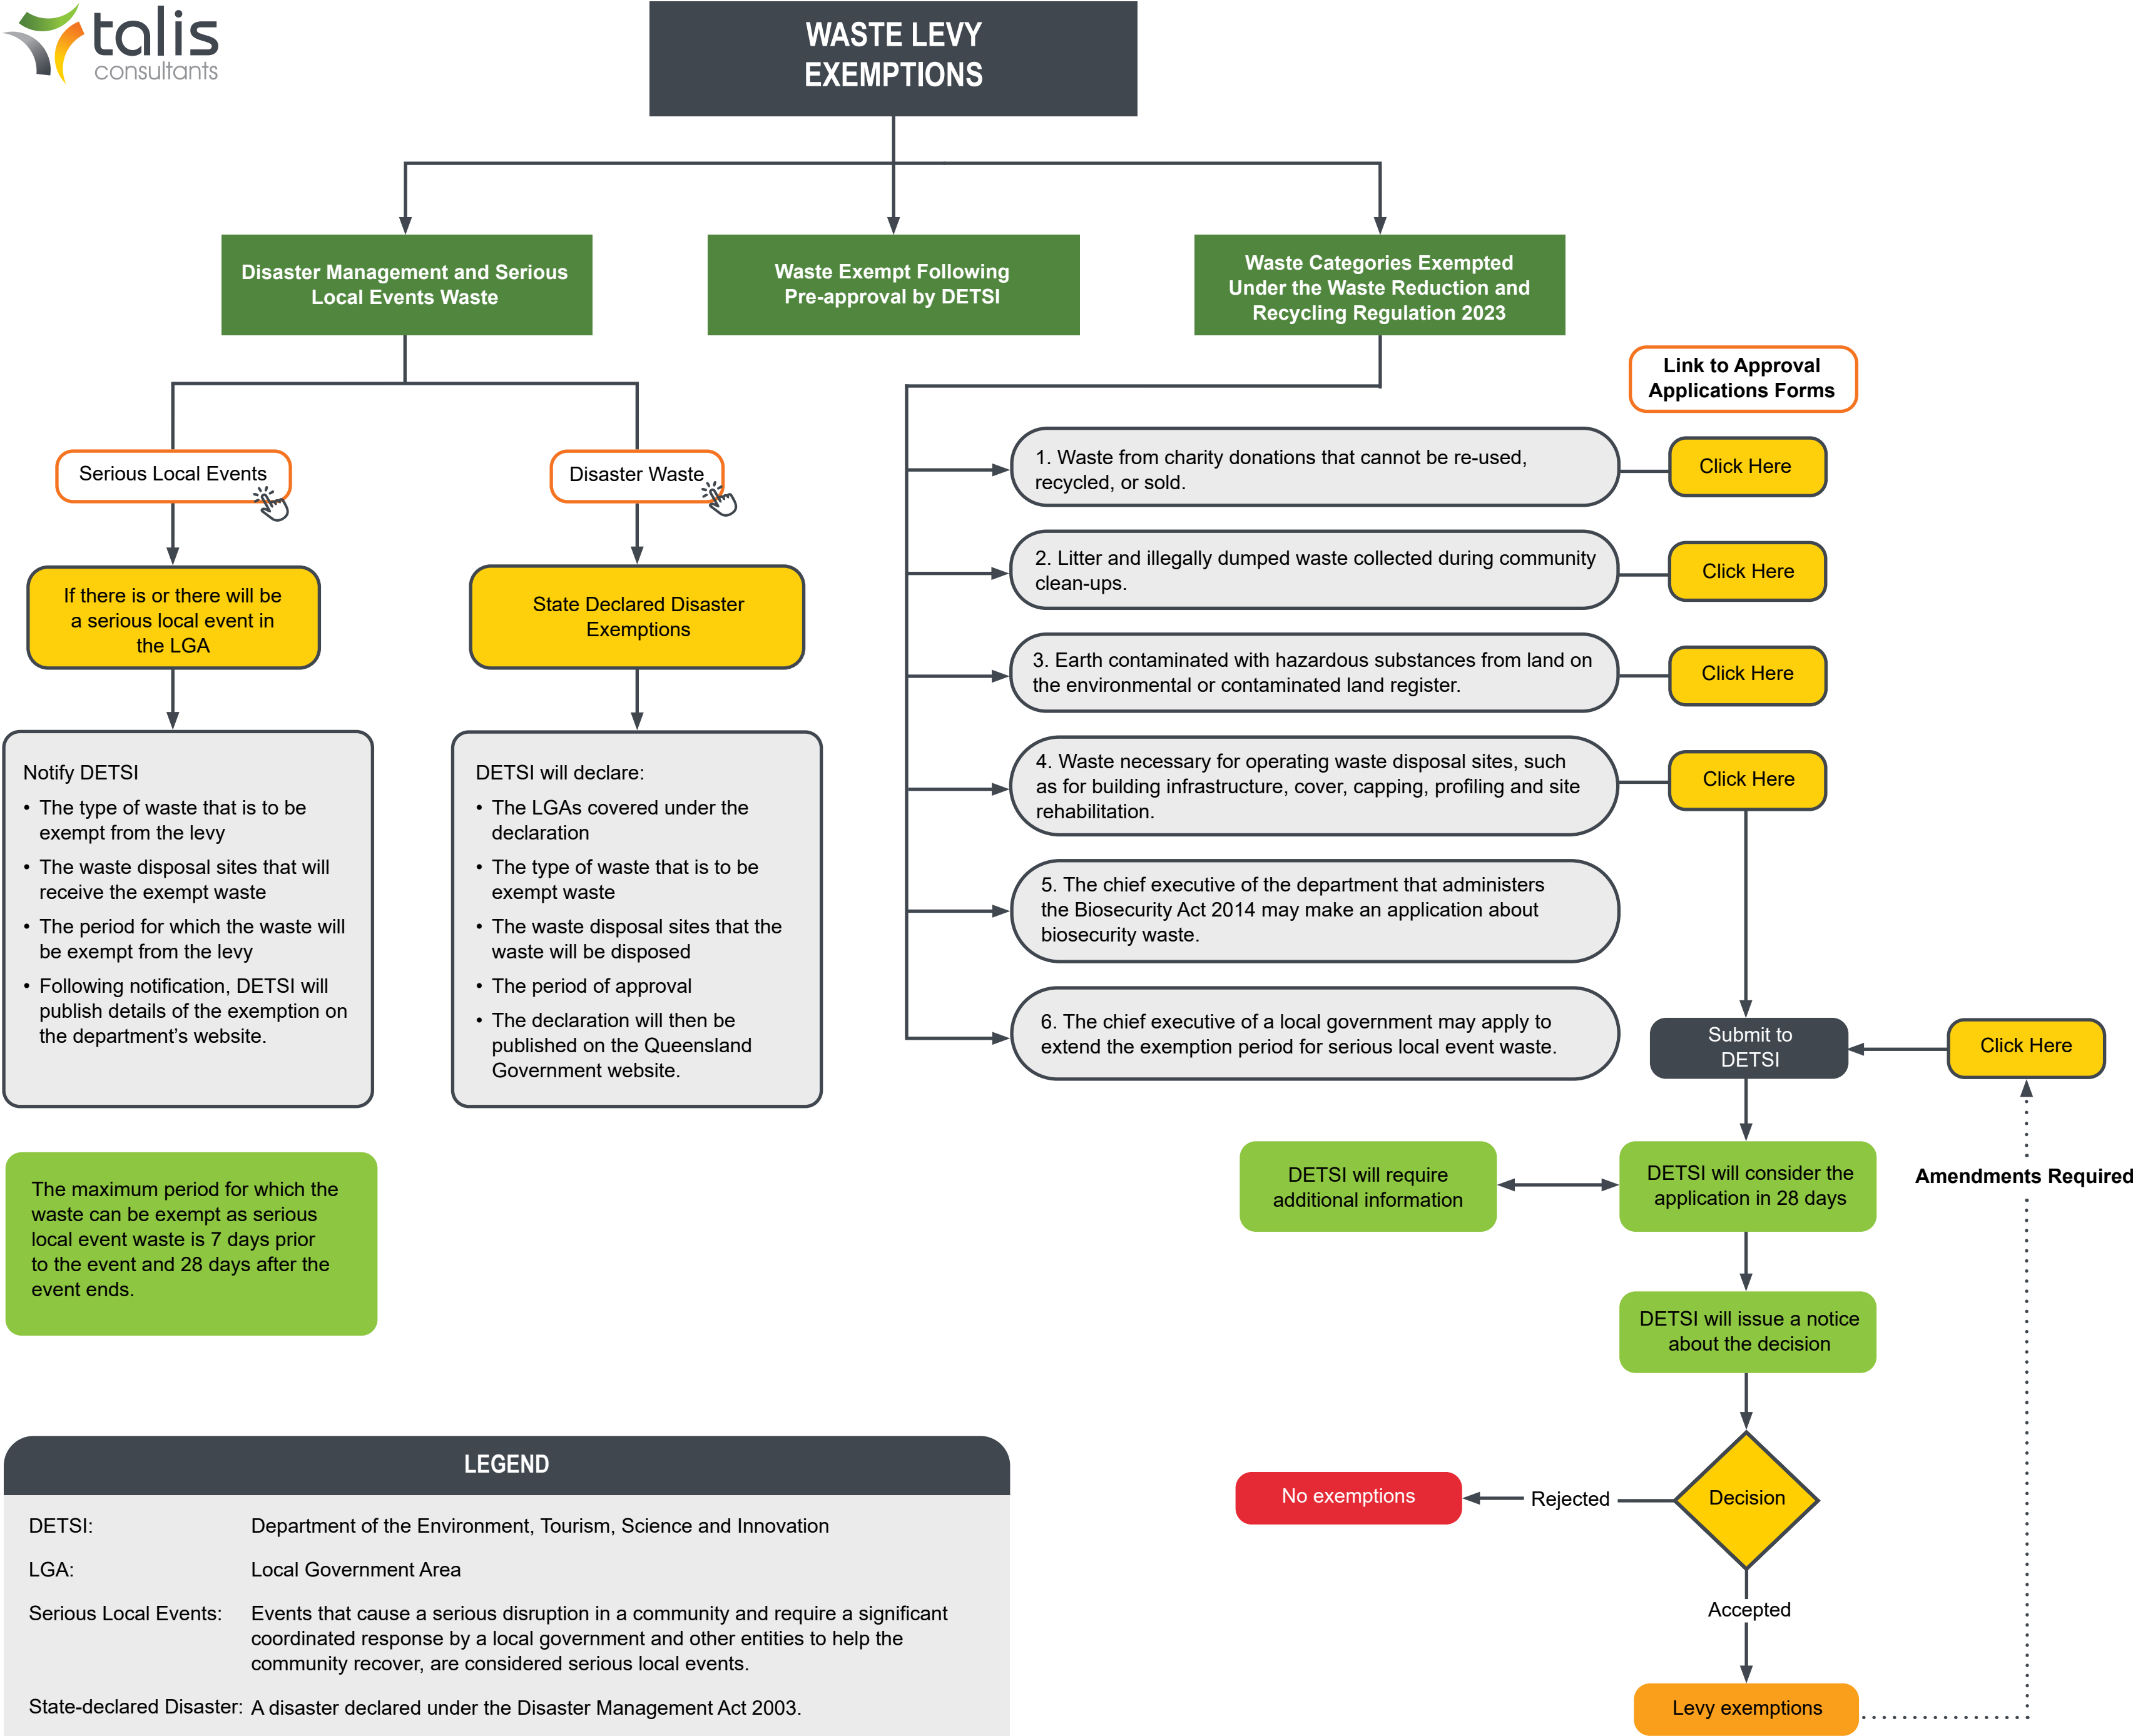 talis
consultants
WASTE LEVY
EXEMPTIONS
Disaster Management and Serious
Local Events Waste
Waste Exempt Following
Pre-approval by DETSI
Waste Categories Exempted
Under the Waste Reduction and
Recycling Regulation 2023
Serious Local Events
Disaster Waste
If there is or there will be
a serious local event in
the LGA
State Declared Disaster
Exemptions
Notify DETSI
• The type of waste that is to be
exempt from the levy
• The waste disposal sites that will
receive the exempt waste
• The period for which the waste will
be exempt from the levy
• Following notification, DETSI will
publish details of the exemption on
the department’s website.
DETSI will declare:
• The LGAs covered under the
declaration
• The type of waste that is to be
exempt waste
• The waste disposal sites that the
waste will be disposed
• The period of approval
• The declaration will then be
published on the Queensland
Government website.
The maximum period for which the
waste can be exempt as serious
local event waste is 7 days prior
to the event and 28 days after the
event ends.
Link to Approval
Applications Forms
1. Waste from charity donations that cannot be re-used,
recycled, or sold.
Click Here
2. Litter and illegally dumped waste collected during community
clean-ups.
Click Here
3. Earth contaminated with hazardous substances from land on
the environmental or contaminated land register.
Click Here
4. Waste necessary for operating waste disposal sites, such
as for building infrastructure, cover, capping, profiling and site
rehabilitation.
Click Here
5. The chief executive of the department that administers
the Biosecurity Act 2014 may make an application about
biosecurity waste.
6. The chief executive of a local government may apply to
extend the exemption period for serious local event waste.
Submit to
DETSI
Click Here
DETSI will require
additional information
DETSI will consider the
application in 28 days
Amendments Required
DETSI will issue a notice
about the decision
No exemptions
Rejected
Decision
Accepted
Levy exemptions
LEGEND
DETSI: Department of the Environment, Tourism, Science and Innovation
LGA: Local Government Area
Serious Local Events: Events that cause a serious disruption in a community and require a significant
coordinated response by a local government and other entities to help the
community recover, are considered serious local events.
State-declared Disaster: A disaster declared under the Disaster Management Act 2003.